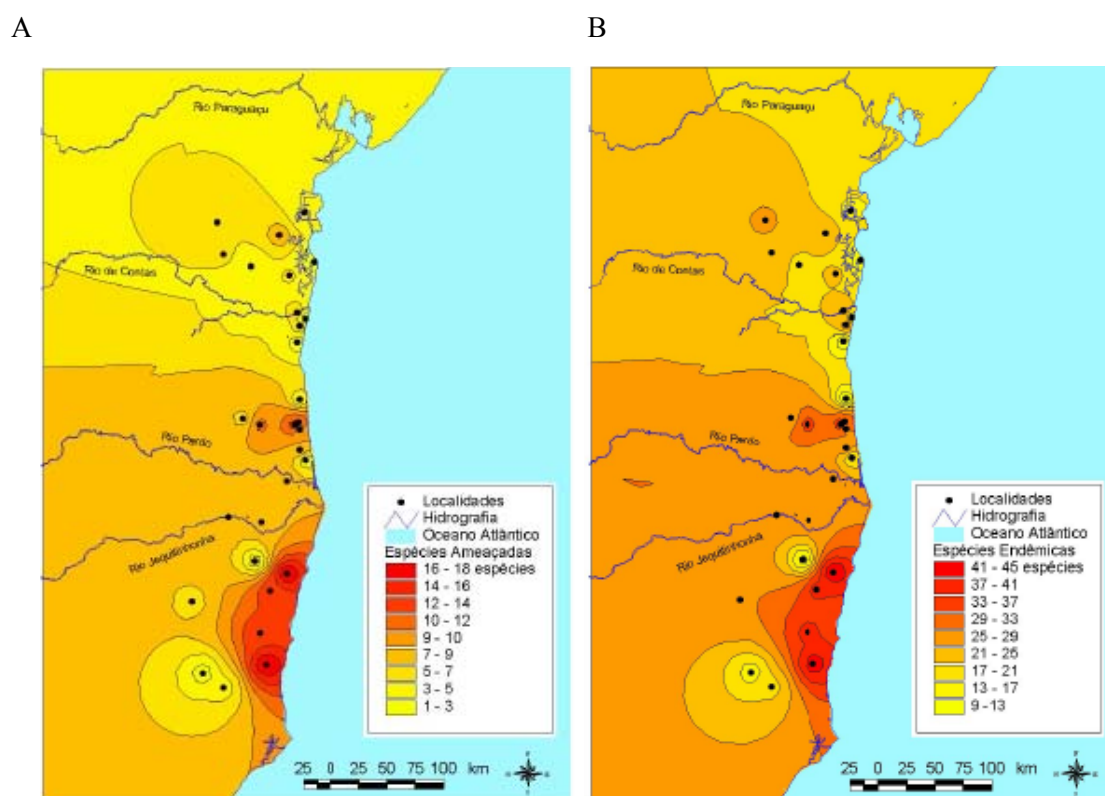 A
B
Rio Paraguaçu
Rio de Contas
Rio Pardo
Rio Jequitinhonha
Localidades
Hidrografia
Oceano Atlântico
Espécies Ameaçadas
16 - 18 espécies
14 - 16
12 - 14
10 - 12
9 - 10
7 - 9
5 - 7
3 - 5
1 - 3
25 0 25 50 75 100 km
Rio Paraguaçu
Rio de Contas
Rio Pardo
Rio Jequitinhonha
Localidades
Hidrografia
Oceano Atlântico
Espécies Endêmicas
41 - 45 espécies
37 - 41
33 - 37
29 - 33
25 - 29
21 - 25
17 - 21
13 - 17
9 -13
25 0 25 50 75 100 km